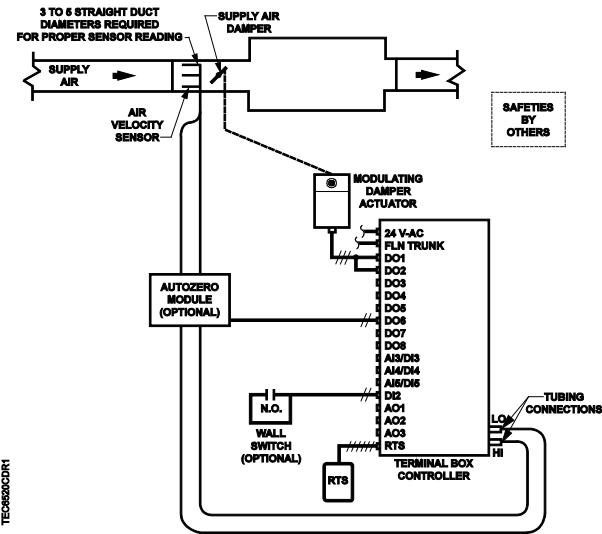 3 TO 5 STRAIGHT DUCT
DIAMETERS REQUIRED
FOR PROPER SENSOR READING
SUPPLY AIR
DAMPER
SUPPLY
AIR
AIR
VELOCITY
SENSOR
SAFETIES
BY
OTHERS
MODULATING
DAMPER
ACTUATOR
24 V-AC
FLN TRUNK
DO1
DO2
DO3
DO4
DO5
DO6
DO7
DO8
AI3/DI3
AI4/DI4
AI5/DI5
DI2
AO1
AO2
AO3
RTS
AUTOZERO
MODULE
(OPTIONAL)
N.O.
WALL
SWITCH
(OPTIONAL)
RTS
TUBING
CONNECTIONS
LO
HI
TERMINAL BOX
CONTROLLER
TEC6520CDR1